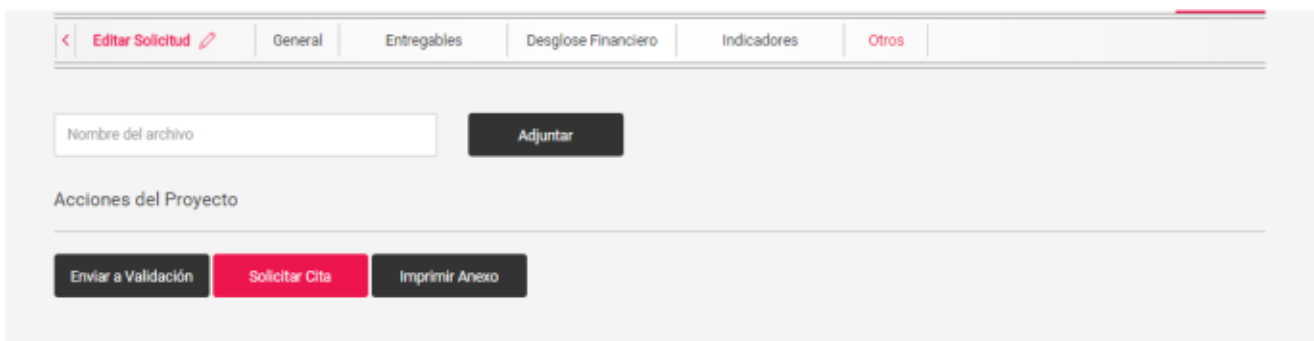 < Editar Solicitud General Entregables Desglose Financiero Indicadores Otros
Nombre del archivo Adjuntar
Acciones del Proyecto
Enviar a Validación Solicitar Cita Imprimir Anexo